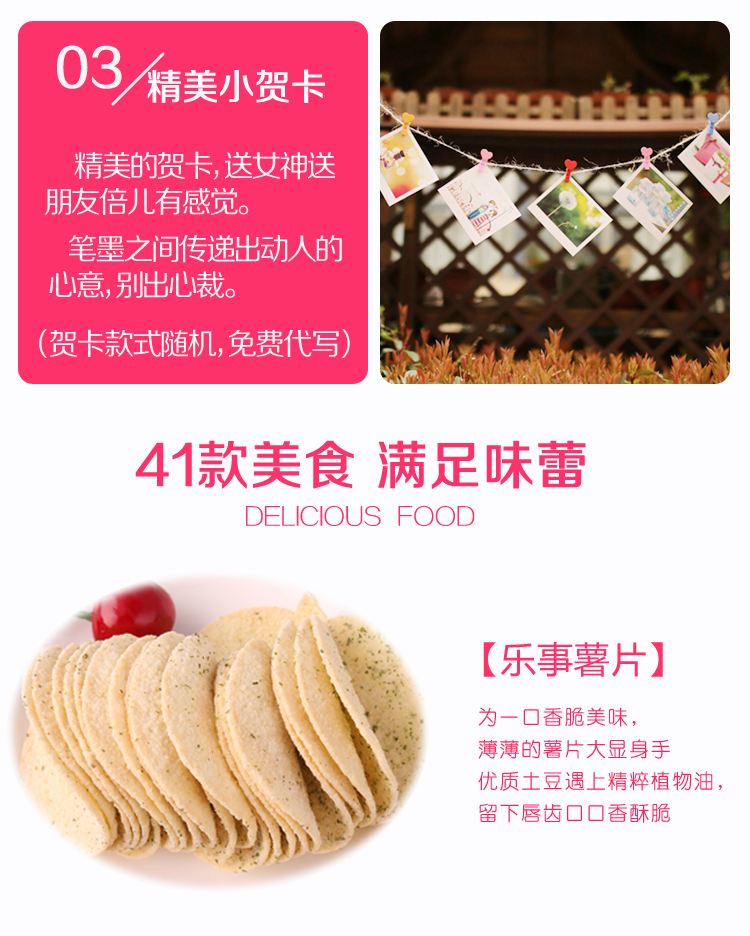 03/精美小贺卡
精美的贺卡,送女神送
朋友倍儿有感觉。
笔墨之间传递出动人的
心意,别出心裁。
(贺卡款式随机,免费代写)
41款美食 满足味蕾
DELICIOUS FOOD
【乐事薯片】
为一口香脆美味,
薄薄的薯片大显身手
优质土豆遇上精粹植物油,
留下唇齿口口香酥脆